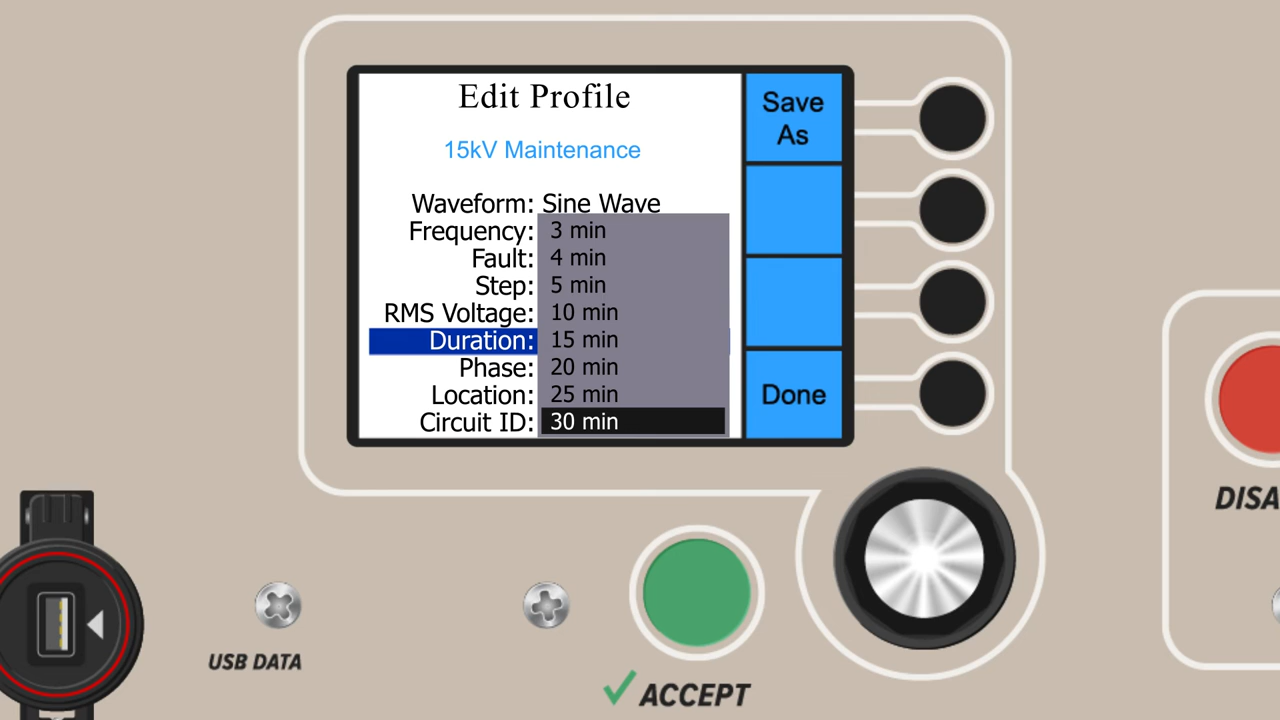 Edit Profile
15kV Maintenance
Save
As
Waveform: Sine Wave
Frequency:
3 min
Fault:
4 min
Step:
5 min
RMS Voltage:
10 min
Duration:
15 min
Phase:
20 min
Location:
25 min
Circuit ID:
30 min
Done
DISA
USB DATA
ACCEPT